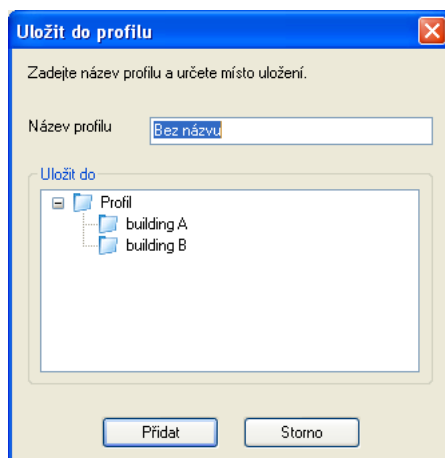 Uložit do profilu
Zadejte název profilu a určete místo uložení.
Název profilu Bez názvu
Uložit do
Profil
building A
building B
Přidat Storno